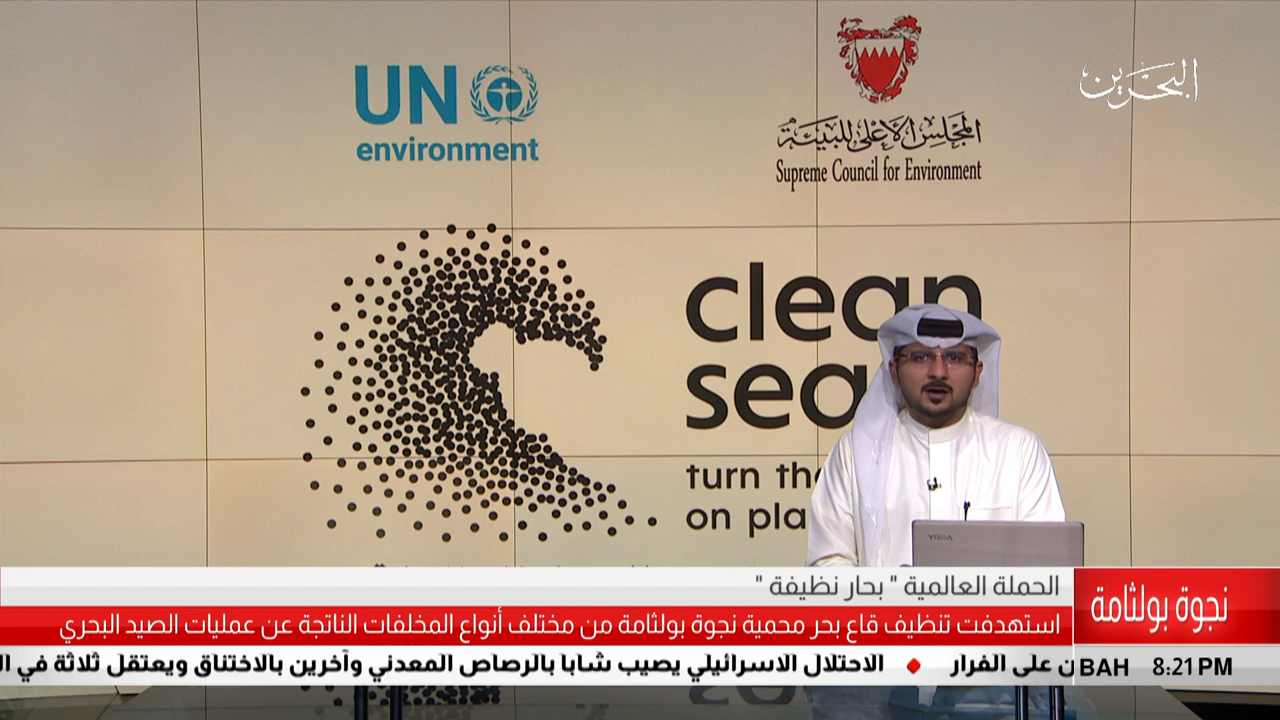 UN
environment
المجلس الأعلى للبيئة
Supreme Council for Environment
البحرين
clean
sea
turn the
on pla
YOGA
الحملة العالمية " بحار نظيفة "
نجوة بولثامة
استهدفت تنظيف قاع بحر محمية نجوة بولثامة من مختلف أنواع المخلفات الناتجة عن عمليات الصيد البحري
على الفرار • الاحتلال الاسرائيلي يصيب شابا بالرصاص المعدني وآخرين بالاختناق ويعتقل ثلاثة في
BAH 8:21 PM